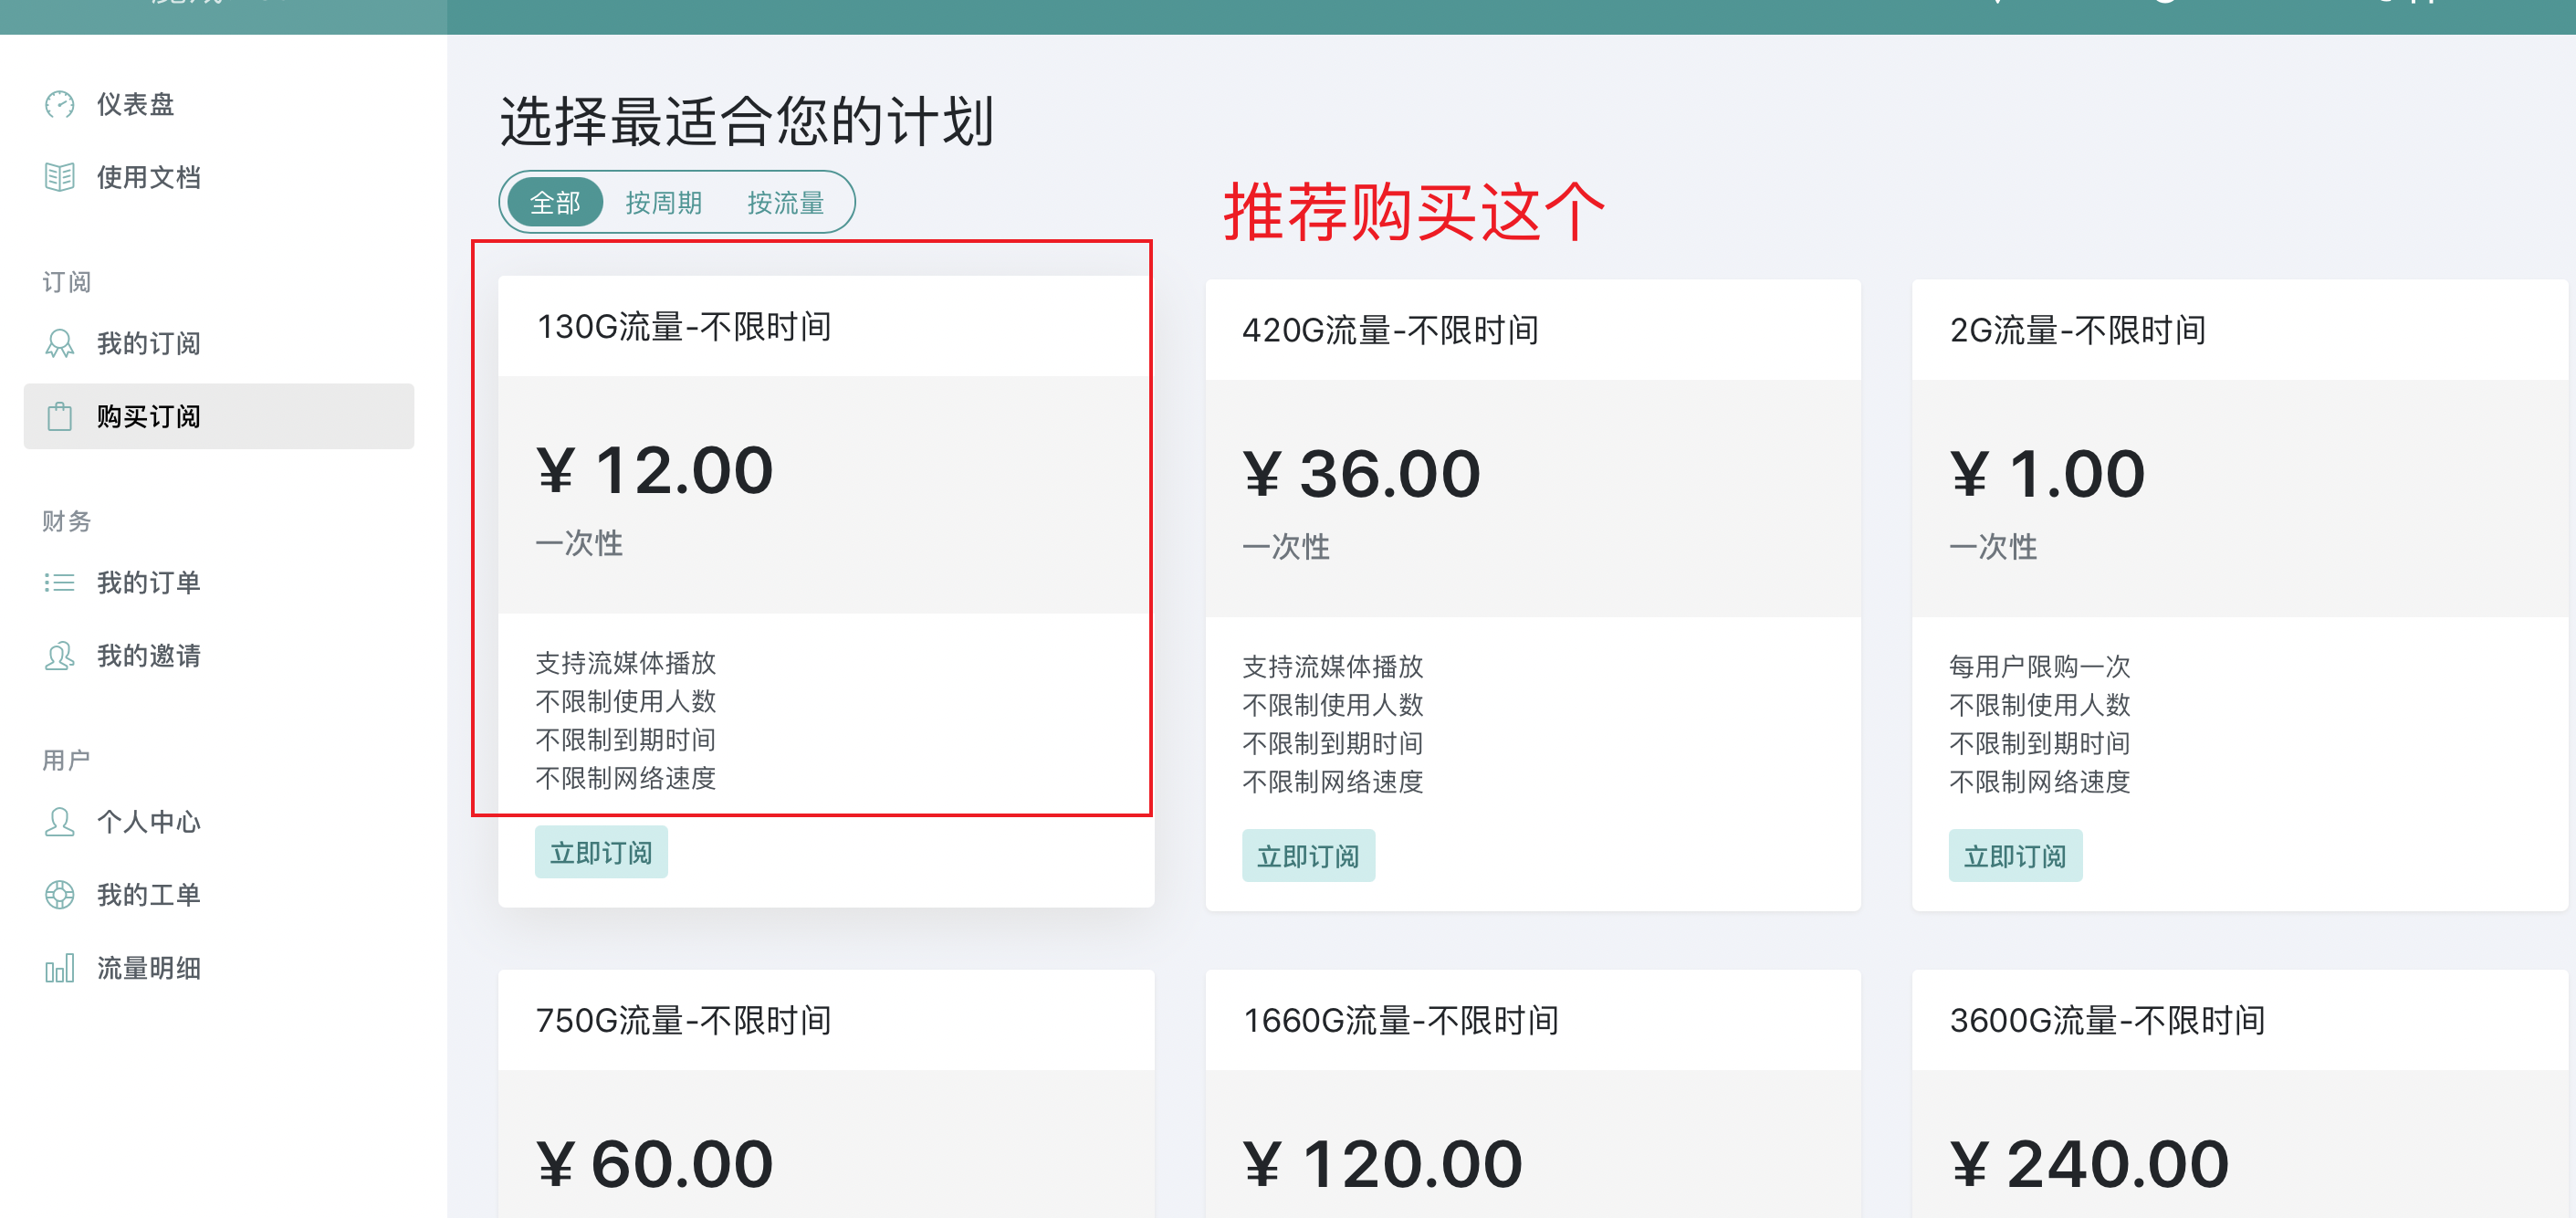 仪表盘
使用文档
订阅
我的订阅
购买订阅
财务
我的订单
我的邀请
用户
个人中心
我的工单
流量明细
选择最适合您的计划
全部 按周期 按流量
推荐购买这个
130G流量-不限时间
¥ 12.00
一次性
支持流媒体播放
不限制使用人数
不限制到期时间
不限制网络速度
立即订阅
420G流量-不限时间
¥ 36.00
一次性
支持流媒体播放
不限制使用人数
不限制到期时间
不限制网络速度
立即订阅
2G流量-不限时间
¥ 1.00
一次性
每用户限购一次
不限制使用人数
不限制到期时间
不限制网络速度
立即订阅
750G流量-不限时间
¥ 60.00
1660G流量-不限时间
¥ 120.00
3600G流量-不限时间
¥ 240.00